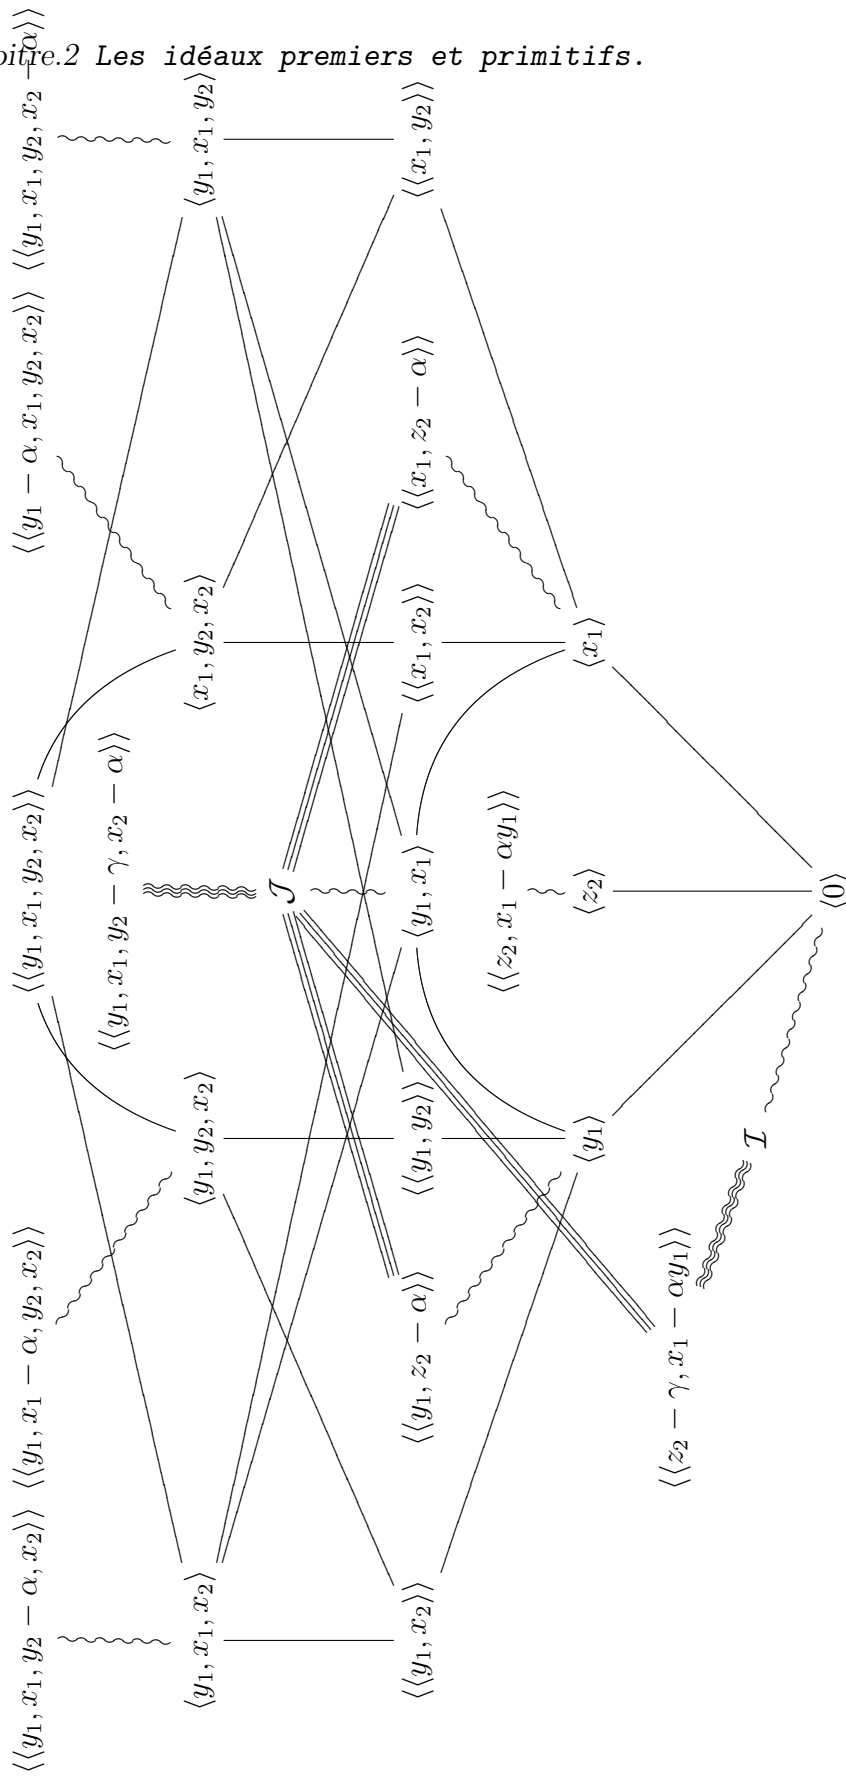 pitre.2 Les idéaux premiers et primitifs.
⟨⟨y₁, x₁, y₂ − α, x₂⟩⟩ ⟨⟨y₁, x₁ − α, y₂, x₂⟩⟩ ⟨⟨y₁, x₁, y₂, x₂⟩⟩ ⟨⟨y₁ − α, x₁, y₂, x₂⟩⟩ ⟨⟨y₁, x₁, y₂, x₂ − α⟩⟩
⟨⟨y₁, x₁, y₂ − γ, x₂ − α⟩⟩
⟨y₁, x₁, x₂⟩ ⟨y₁, y₂, x₂⟩ ⟨x₁, y₂, x₂⟩ ⟨y₁, x₁, y₂⟩
𝒥
⟨⟨y₁, x₂⟩⟩ ⟨⟨y₁, z₂ − α⟩⟩ ⟨⟨y₁, y₂⟩⟩ ⟨y₁, x₁⟩ ⟨⟨x₁, x₂⟩⟩ ⟨⟨x₁, z₂ − α⟩⟩ ⟨⟨x₁, y₂⟩⟩
⟨⟨z₂, x₁ − αy₁⟩⟩
⟨y₁⟩ ⟨z₂⟩ ⟨x₁⟩
⟨⟨z₂ − γ, x₁ − αy₁⟩⟩
ℐ
⟨0⟩